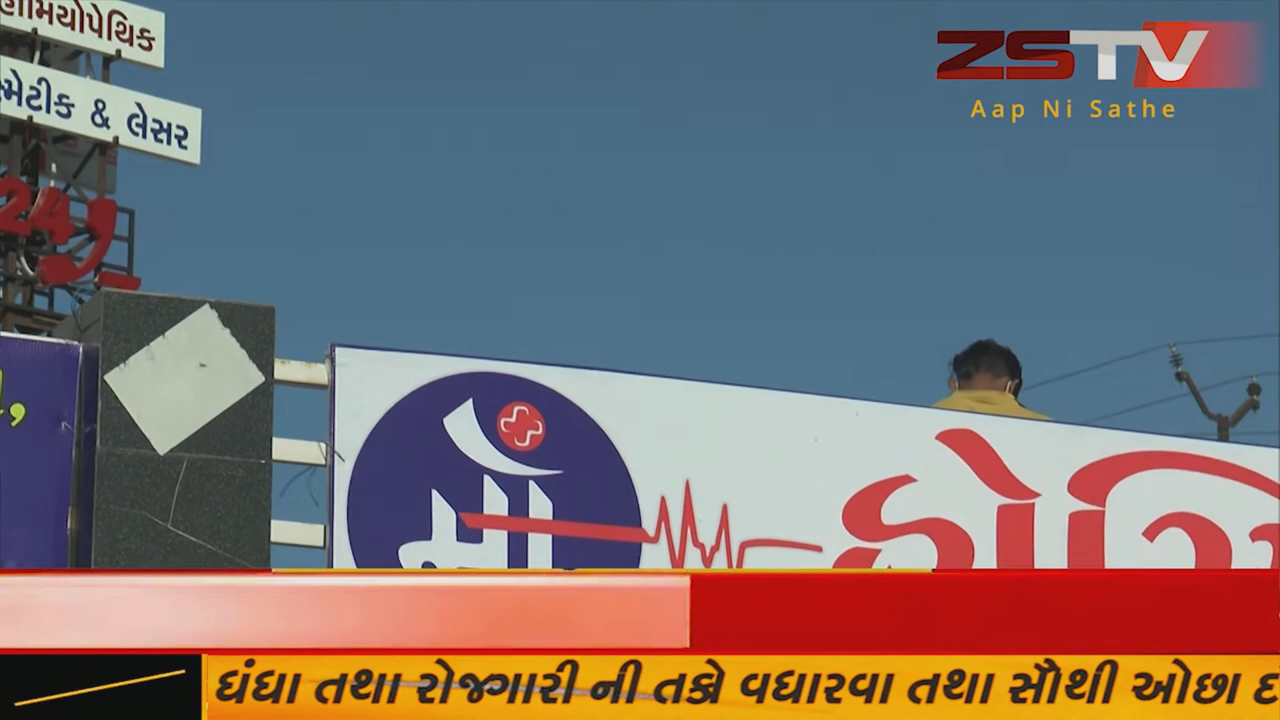 હોમિયોપેથિક
ZSTV
Aap Ni Sathe
& લેસર
24
માઁ
ધંધા તથા રોજગારી ની તકો વધારવા તથા સૌથી ઓછા